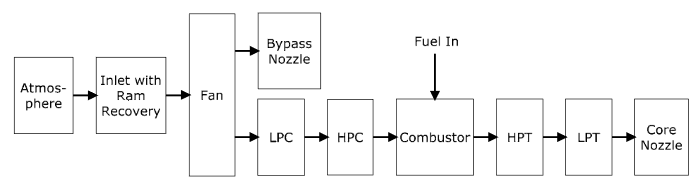 Atmos-
phere
Inlet with
Ram
Recovery
Fan
Bypass
Nozzle
Fuel In
LPC
HPC
Combustor
HPT
LPT
Core
Nozzle